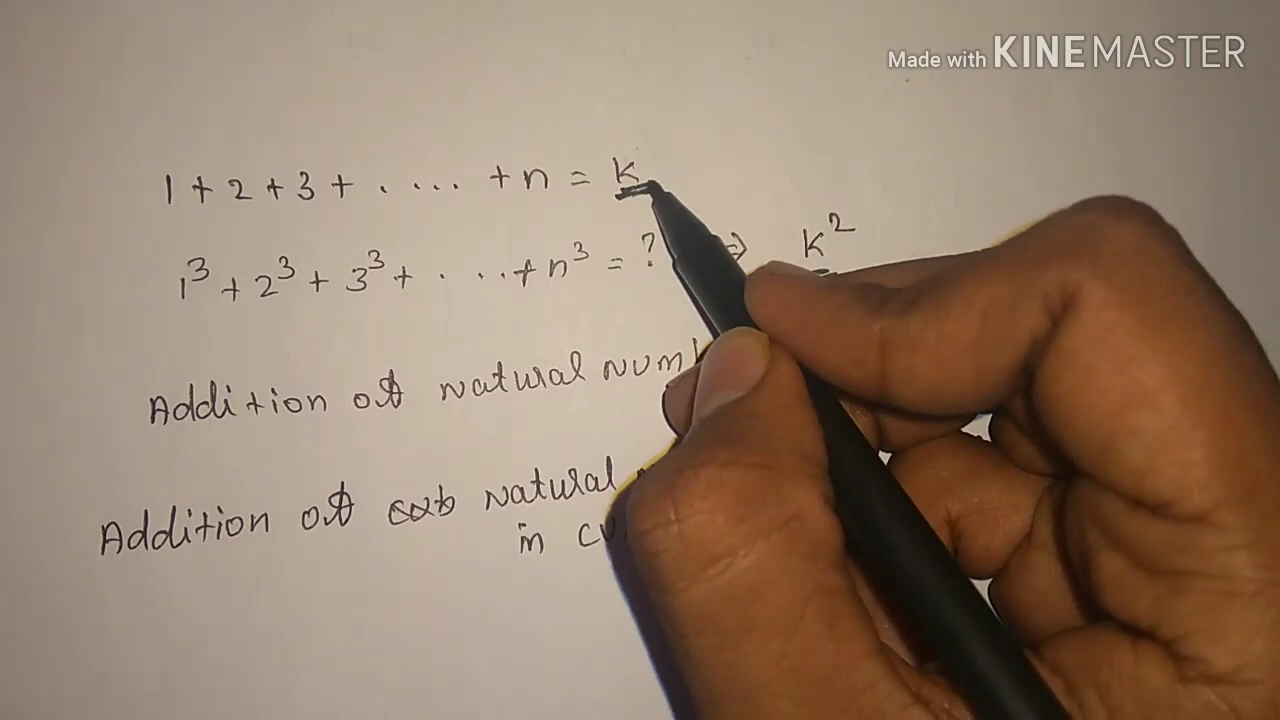 Made with KINEMASTER
1 + 2 + 3 + . . . . . + n = k
1³ + 2³ + 3³ + . . . + n³ = ? ⇒ k²
Addition of natural
Addition of natural
in